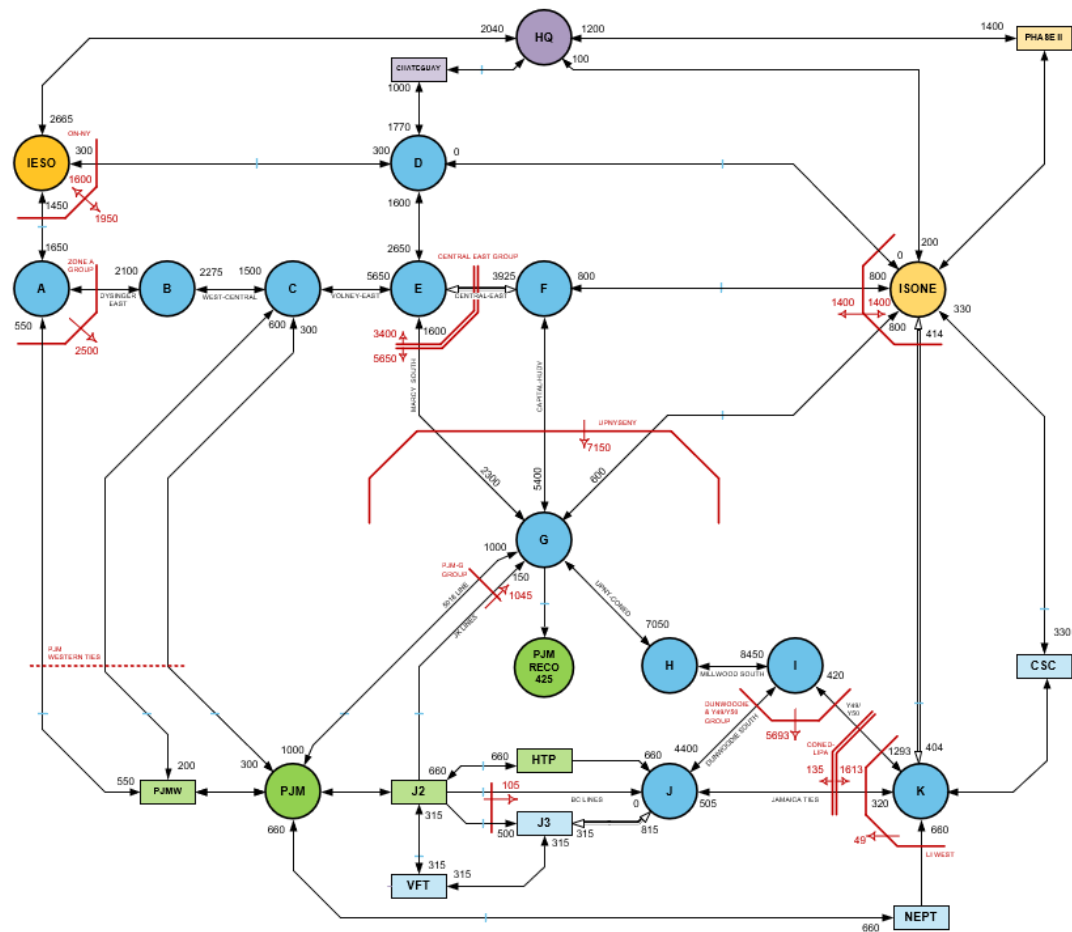 2040
HQ
1200
1400
PHASE II
100
CHATEGUAY
1000
2665
ON-NY
1770
IESO
300
300
D
0
1600
1450
1950
1600
1650
2650
CENTRAL EAST GROUP
0
200
ZONE A
GROUP
A
2100
B
2275
1500
C
5650
E
3925
F
800
800
ISONE
DYSINGER
EAST
WEST-CENTRAL
VOLNEY-EAST
CENTRAL-EAST
550
2500
600
300
3400
5650
1600
1400
1400
800
414
330
MARCY SOUTH
CAPITAL-HUDV
UPNYSENY
7150
2300
5400
600
G
1000
PJM-G
GROUP
150
1045
5018 LINE
JK LINES
UPNY-CONED
PJM
RECO
425
7050
H
8450
MILLWOOD SOUTH
I
420
330
CSC
PJM
WESTERN TIES
DUNWOODIE
& Y49/Y50
GROUP
5693
DUNWOODIE SOUTH
Y49/
Y50
CONED-
LIPA
1293
404
1000
550
200
PJMW
300
PJM
660
660
J2
660
HTP
660
4400
105
BC LINES
0
J
505
JAMAICA TIES
135
1613
320
K
315
500
J3
315
815
49
660
LI WEST
315
315
315
VFT
660
NEPT